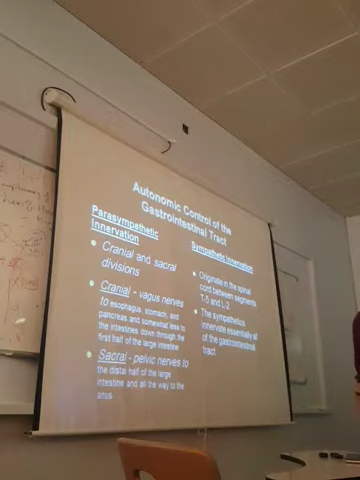 Autonomic Control of the
Gastrointestinal Tract
Parasympathetic
Innervation
• Cranial and sacral
divisions
• Cranial - vagus nerves
to esophagus, stomach, and
pancreas and somewhat less to
the intestines down through the
first half of the large intestine
• Sacral - pelvic nerves to
the distal half of the large
intestine and all the way to the
anus
Sympathetic Innervation
• Originate in the spinal
cord between segments
T-5 and L-2
• The sympathetics
innervate essentially all
of the gastrointestinal
tract